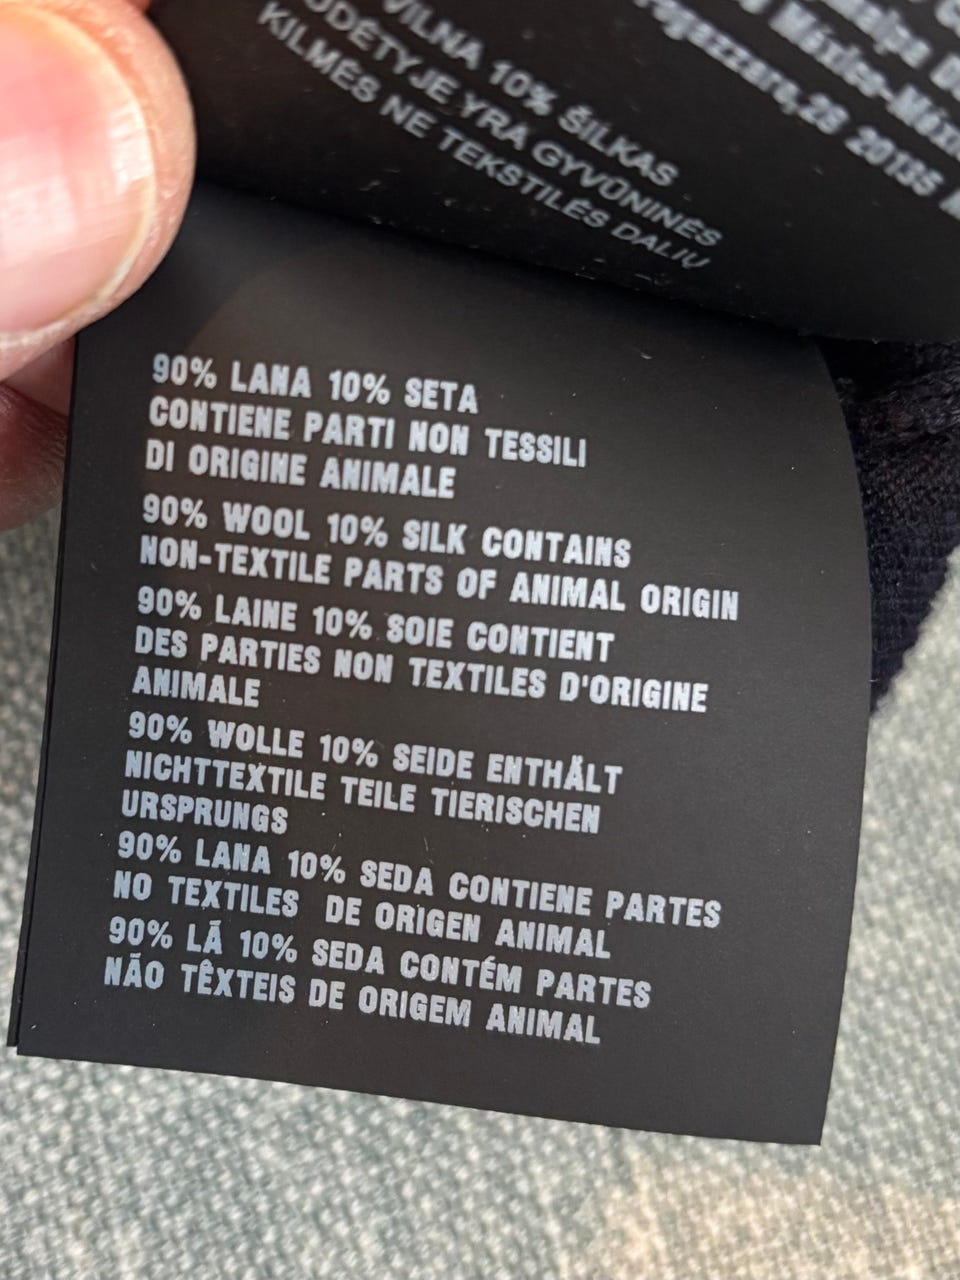 VILNA 10% ŠILKAS
YRA GYVŪNINĖS
KILMĖS NE TEKSTILĖS DALIŲ
20135
90% LANA 10% SETA
CONTIENE PARTI NON TESSILI
DI ORIGINE ANIMALE
90% WOOL 10% SILK CONTAINS
NON-TEXTILE PARTS OF ANIMAL ORIGIN
90% LAINE 10% SOIE CONTIENT
DES PARTIES NON TEXTILES D'ORIGINE
ANIMALE
90% WOLLE 10% SEIDE ENTHÄLT
NICHTTEXTILE TEILE TIERISCHEN
URSPRUNGS
90% LANA 10% SEDA CONTIENE PARTES
NO TEXTILES DE ORIGEN ANIMAL
90% LÃ 10% SEDA CONTÉM PARTES
NÃO TÊXTEIS DE ORIGEM ANIMAL